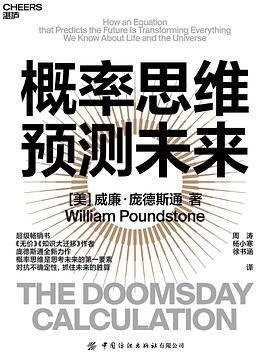 CHEERS
湛庐
How an Equation
that Predicts the Future Is Transforming Everything
We Know About Life and the Universe
概率思维
预测未来
[美] 威廉·庞德斯通 著
William Poundstone
超级畅销书
《无价》《知识大迁移》作者
庞德斯通全新力作
概率思维是思考未来的第一要素
对抗不确定性，抓住未来的胜算
周 涛
杨小寒
徐书涵
译
THE DOOMSDAY
CALCULATION
中国纺织出版社有限公司